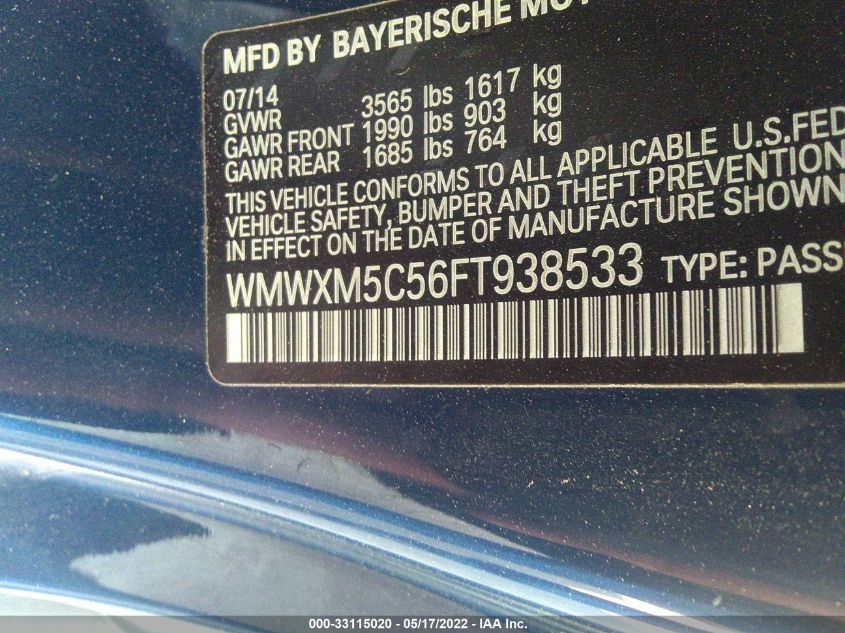 MFD BY BAYERISCHE
07/14
GVWR 3565 lbs 1617 kg
GAWR FRONT 1990 lbs 903 kg
GAWR REAR 1685 lbs 764 kg
THIS VEHICLE CONFORMS TO ALL APPLICABLE U.S.FED
VEHICLE SAFETY, BUMPER AND THEFT PREVENTION
IN EFFECT ON THE DATE OF MANUFACTURE SHOWN
WMWXM5C56FT938533 TYPE: PASS
000-33115020 - 05/17/2022 - IAA Inc.